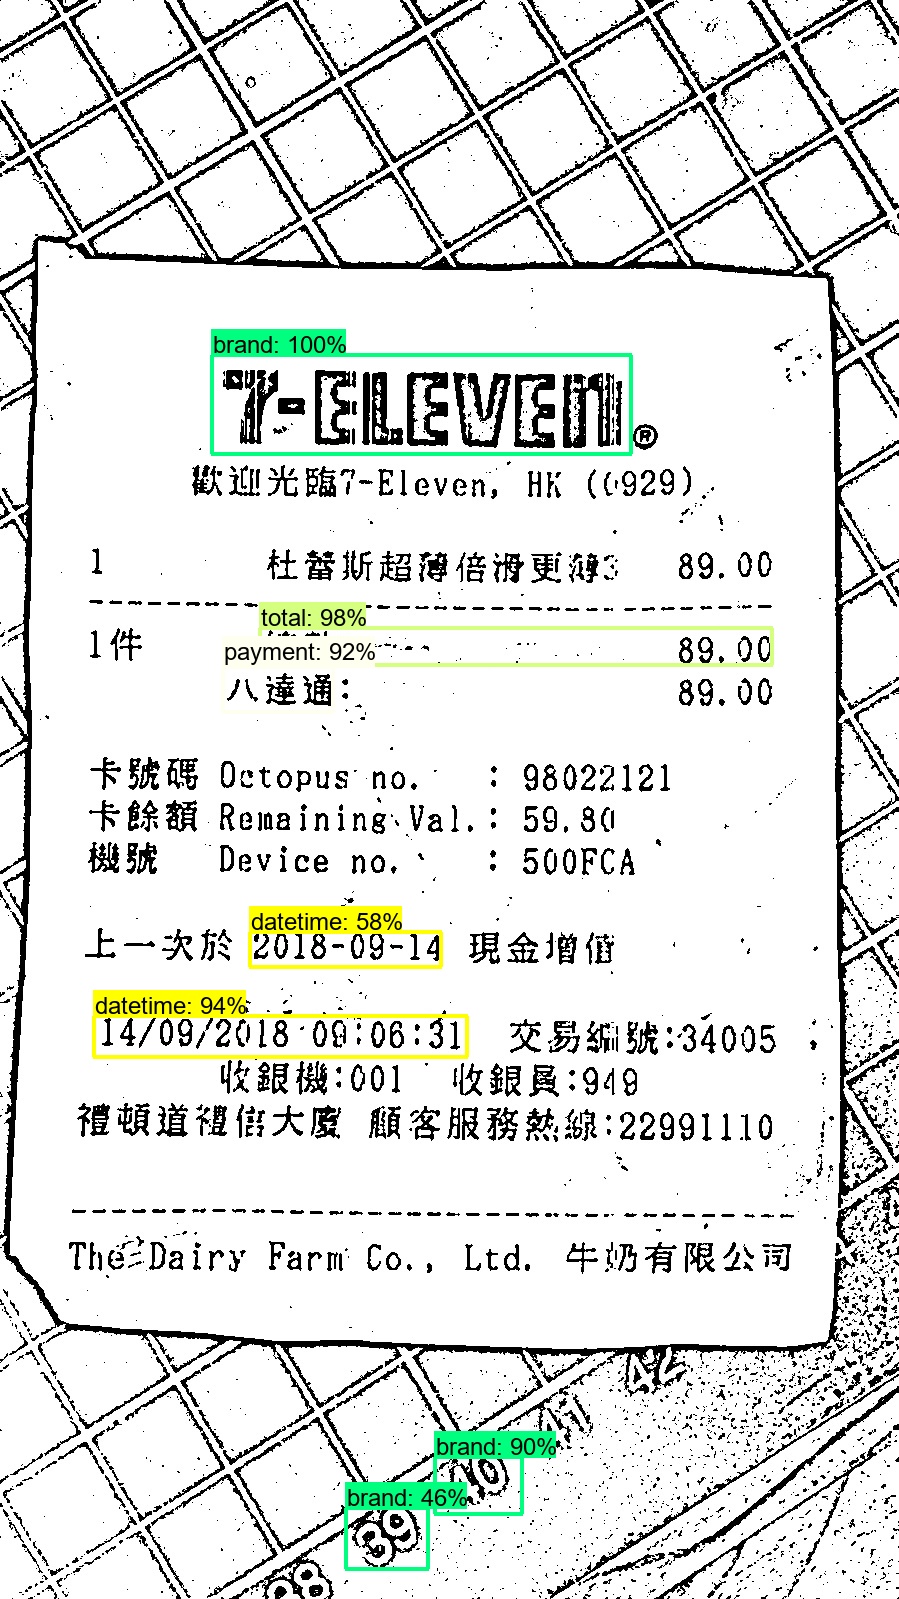 brand: 100%
7-ELEVEN®
歡迎光臨7-Eleven, HK (0929)
1 杜蕾斯超薄倍滑更薄3 89.00
total: 98%
1件 89.00
payment: 92%
八達通: 89.00
卡號碼 Octopus no. : 98022121
卡餘額 Remaining Val.: 59.80
機號 Device no. : 500FCA
datetime: 58%
上一次於 2018-09-14 現金增值
datetime: 94%
14/09/2018 09:06:31 交易編號:34005
收銀機:001 收銀員:949
禮頓道禮信大廈 顧客服務熱線:22991110
The Dairy Farm Co., Ltd. 牛奶有限公司
42
41
brand: 90%
40
brand: 46%
39
38